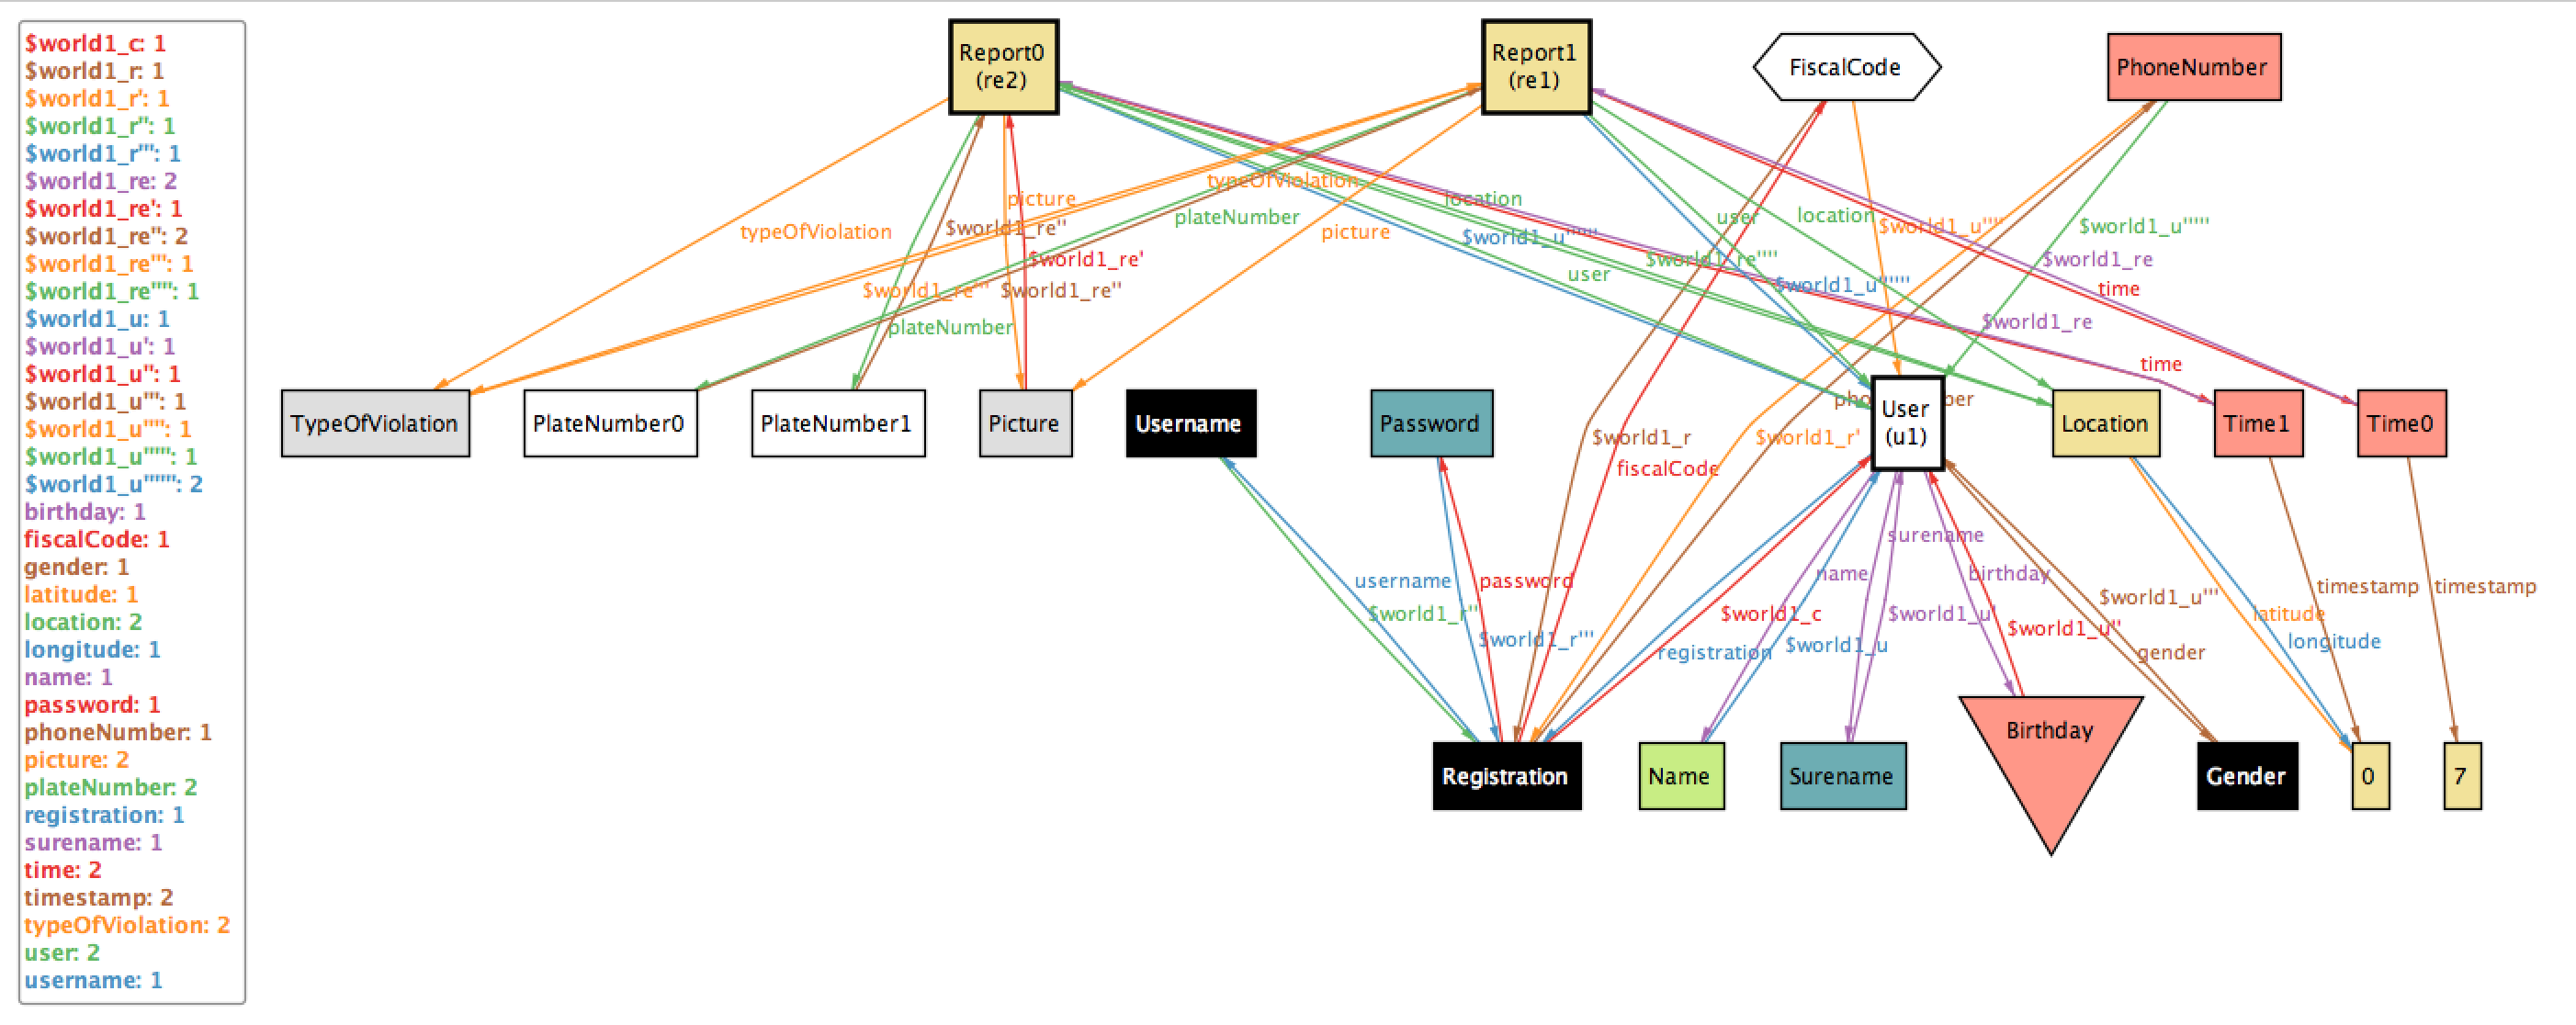 $world1_c: 1
$world1_r: 1
$world1_r': 1
$world1_r'': 1
$world1_r''': 1
$world1_re: 2
$world1_re': 1
$world1_re'': 2
$world1_re''': 1
$world1_re'''': 1
$world1_u: 1
$world1_u': 1
$world1_u'': 1
$world1_u''': 1
$world1_u'''': 1
$world1_u''''': 1
$world1_u'''''': 2
birthday: 1
fiscalCode: 1
gender: 1
latitude: 1
location: 2
longitude: 1
name: 1
password: 1
phoneNumber: 1
picture: 2
plateNumber: 2
registration: 1
surename: 1
time: 2
timestamp: 2
typeOfViolation: 2
user: 2
username: 1
Report0
(re2)
Report1
(re1)
FiscalCode
PhoneNumber
typeOfViolation
picture
location
plateNumber
user
location
typeOfViolation
$world1_re''
picture
$world1_u''''''
$world1_u''''
$world1_u'''''
$world1_re'
$world1_re''''
$world1_re
user
$world1_u''''''
time
$world1_re'''
$world1_re''
$world1_re
plateNumber
time
TypeOfViolation
PlateNumber0
PlateNumber1
Picture
Username
Password
User
(u1)
Location
Time1
Time0
$world1_r
$world1_r'
fiscalCode
surename
username
password
name
birthday
timestamp
timestamp
$world1_r''
$world1_c
$world1_u'
$world1_u'''
latitude
$world1_r'''
registration
$world1_u
$world1_u''
gender
longitude
Registration
Name
Surename
Birthday
Gender
0
7